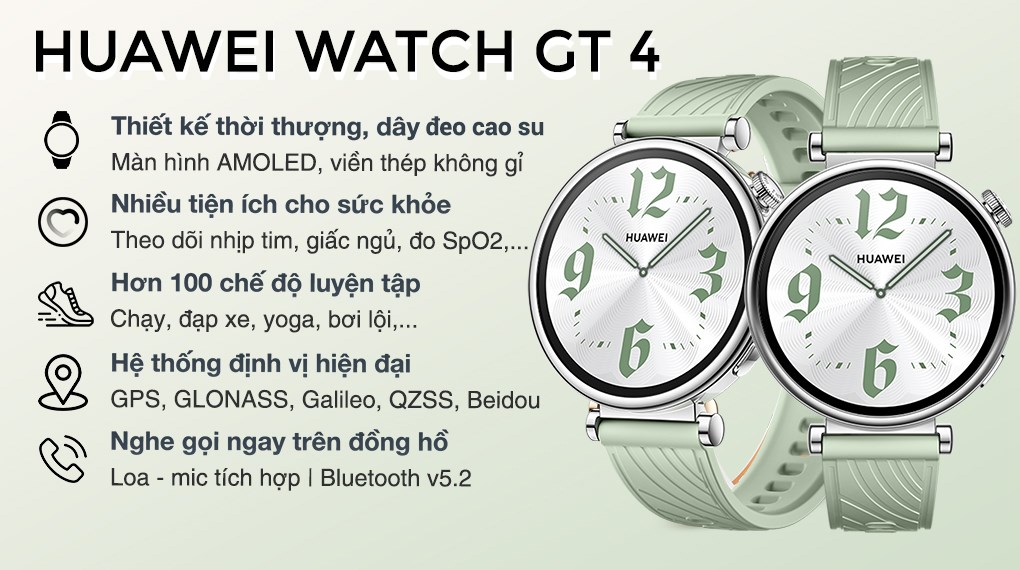 HUAWEI WATCH GT 4
Thiết kế thời thượng, dây đeo cao su
Màn hình AMOLED, viền thép không gỉ
Nhiều tiện ích cho sức khỏe
Theo dõi nhịp tim, giấc ngủ, đo SpO2,...
Hơn 100 chế độ luyện tập
Chạy, đạp xe, yoga, bơi lội,...
Hệ thống định vị hiện đại
GPS, GLONASS, Galileo, QZSS, Beidou
Nghe gọi ngay trên đồng hồ
Loa - mic tích hợp | Bluetooth v5.2
12
HUAWEI
9
3
6
12
HUAWEI
9
3
6